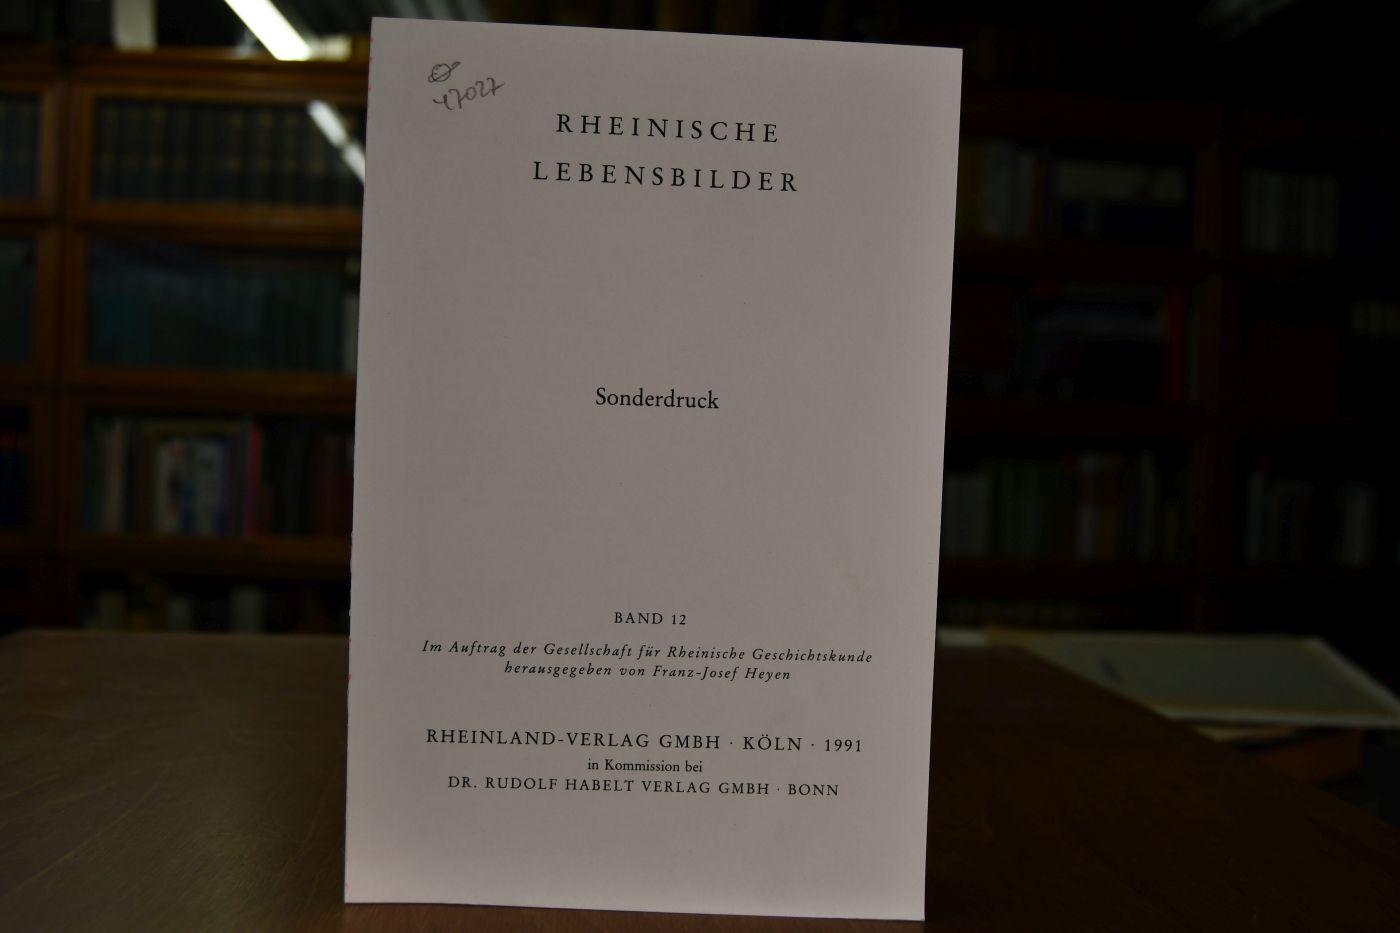 17027
RHEINISCHE
LEBENSBILDER
Sonderdruck
BAND 12
Im Auftrag der Gesellschaft für Rheinische Geschichtskunde
herausgegeben von Franz-Josef Heyen
RHEINLAND-VERLAG GMBH · KÖLN · 1991
in Kommission bei
DR. RUDOLF HABELT VERLAG GMBH · BONN